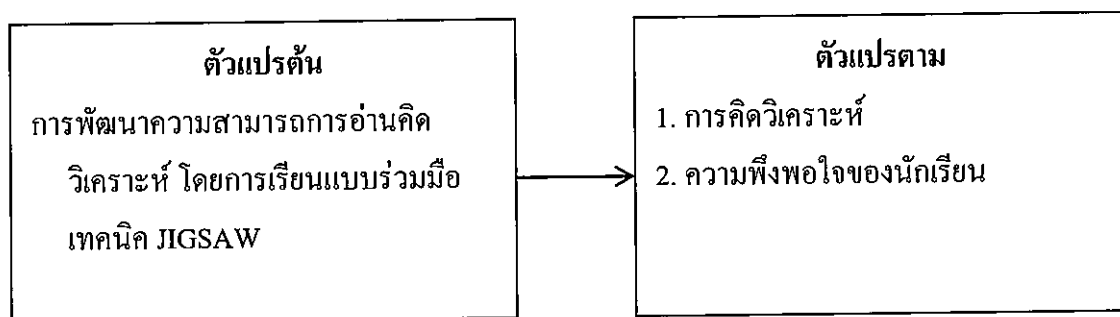 ตัวแปรต้น
การพัฒนาความสามารถการอ่านคิด
วิเคราะห์ โดยการเรียนแบบร่วมมือ
เทคนิค JIGSAW
ตัวแปรตาม
1. การคิดวิเคราะห์
2. ความพึงพอใจของนักเรียน